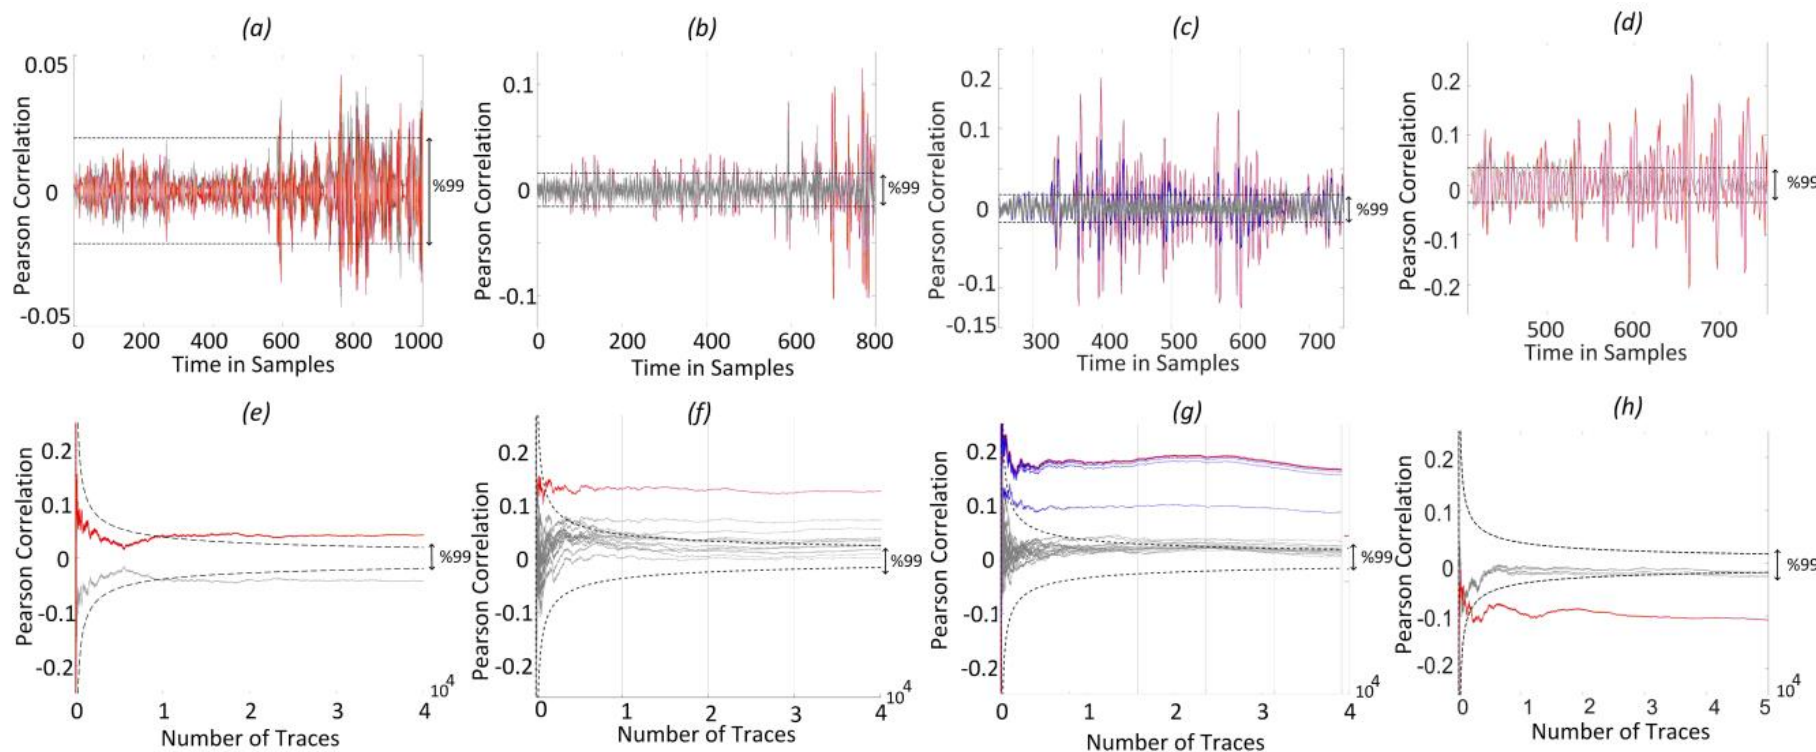 (a)
0.05
0
-0.05
Pearson Correlation
%99
0 200 400 600 800 1000
Time in Samples
(b)
0.1
0
-0.1
Pearson Correlation
%99
0 200 400 600 800
Time in Samples
(c)
0.2
0.1
0
-0.1
-0.15
Pearson Correlation
%99
300 400 500 600 700
Time in Samples
(d)
0.2
0.1
0
-0.1
-0.2
Pearson Correlation
%99
500 600 700
Time in Samples
(e)
0.2
0.1
0
-0.1
-0.2
Pearson Correlation
%99
10^4
0 1 2 3 4
Number of Traces
(f)
0.2
0.1
0
-0.1
-0.2
Pearson Correlation
%99
10^4
0 1 2 3 4
Number of Traces
(g)
0.2
0.1
0
-0.1
-0.2
Pearson Correlation
%99
10^4
0 1 2 3 4
Number of Traces
(h)
0.2
0.1
0
-0.1
-0.2
Pearson Correlation
%99
10^4
0 1 2 3 4 5
Number of Traces